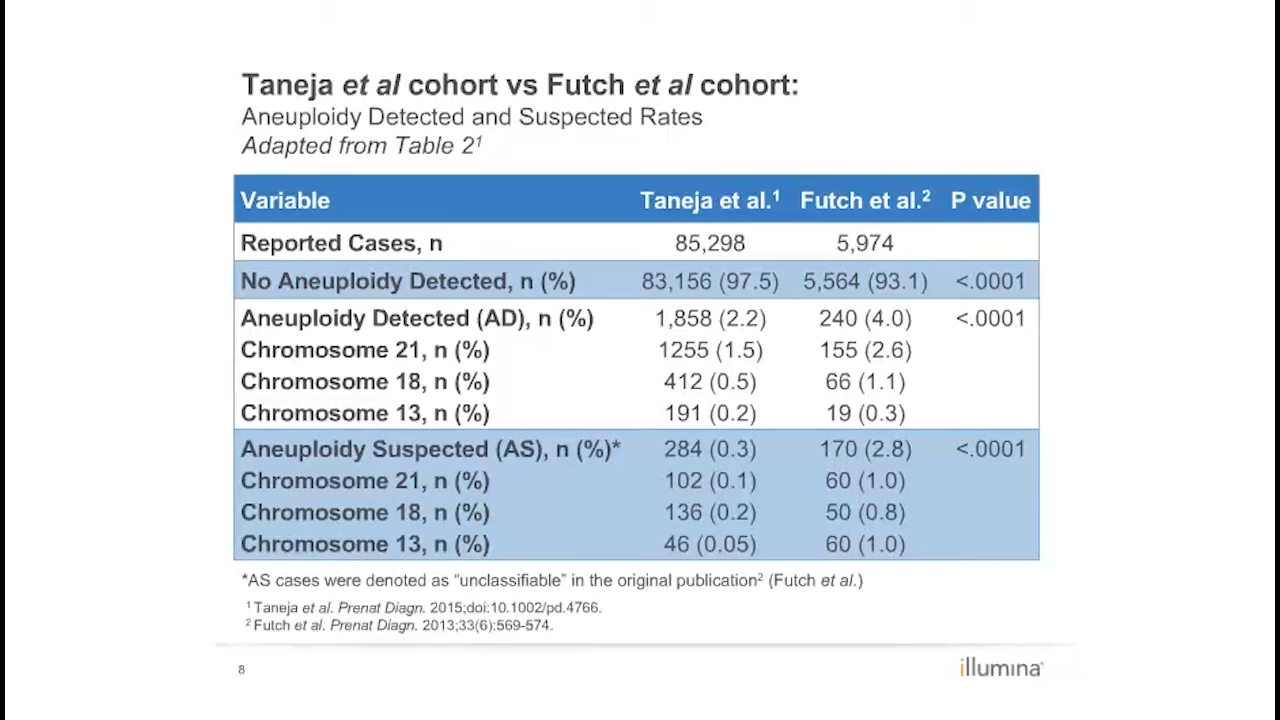 Taneja et al cohort vs Futch et al cohort:
Aneuploidy Detected and Suspected Rates
Adapted from Table 2¹
Variable Taneja et al.¹ Futch et al.² P value
Reported Cases, n 85,298 5,974
No Aneuploidy Detected, n (%) 83,156 (97.5) 5,564 (93.1) <.0001
Aneuploidy Detected (AD), n (%) 1,858 (2.2) 240 (4.0) <.0001
Chromosome 21, n (%) 1255 (1.5) 155 (2.6)
Chromosome 18, n (%) 412 (0.5) 66 (1.1)
Chromosome 13, n (%) 191 (0.2) 19 (0.3)
Aneuploidy Suspected (AS), n (%)* 284 (0.3) 170 (2.8) <.0001
Chromosome 21, n (%) 102 (0.1) 60 (1.0)
Chromosome 18, n (%) 136 (0.2) 50 (0.8)
Chromosome 13, n (%) 46 (0.05) 60 (1.0)
*AS cases were denoted as “unclassifiable” in the original publication² (Futch et al.)
¹ Taneja et al. Prenat Diagn. 2015;doi:10.1002/pd.4766.
² Futch et al. Prenat Diagn. 2013;33(6):569-574.
8 illumina®